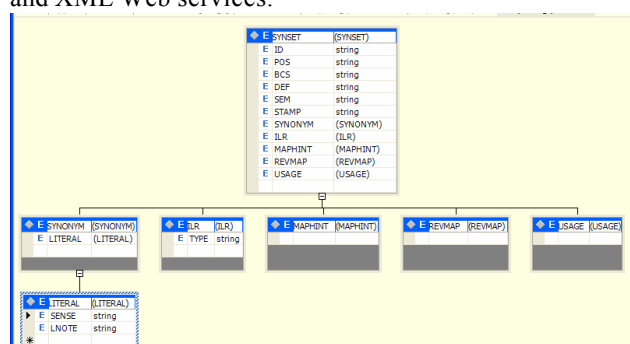 and XML Web services.
E SYNSET (SYNSET)
E ID string
E POS string
E BCS string
E DEF string
E SEM string
E STAMP string
E SYNONYM (SYNONYM)
E ILR (ILR)
E MAPHINT (MAPHINT)
E REVMAP (REVMAP)
E USAGE (USAGE)
E SYNONYM (SYNONYM)
E LITERAL (LITERAL)
E ILR (ILR)
E TYPE string
E MAPHINT (MAPHINT)
E REVMAP (REVMAP)
E USAGE (USAGE)
E LITERAL (LITERAL)
E SENSE string
E LNOTE string